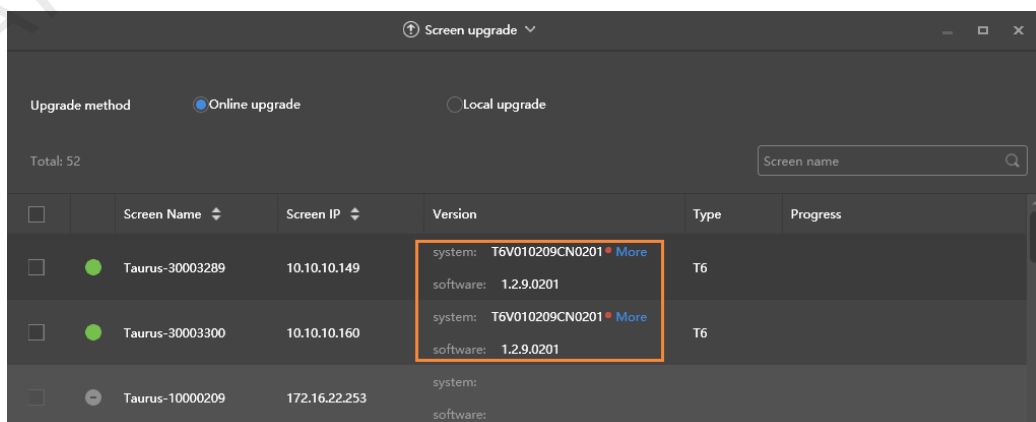 Screen upgrade
Upgrade method Online upgrade Local upgrade
Total: 52 Screen name
Screen Name Screen IP Version Type Progress
system: T6V010209CN0201 More
Taurus-30003289 10.10.10.149 T6
software: 1.2.9.0201
system: T6V010209CN0201 More
Taurus-30003300 10.10.10.160 T6
software: 1.2.9.0201
system:
Taurus-10000209 172.16.22.253
software: